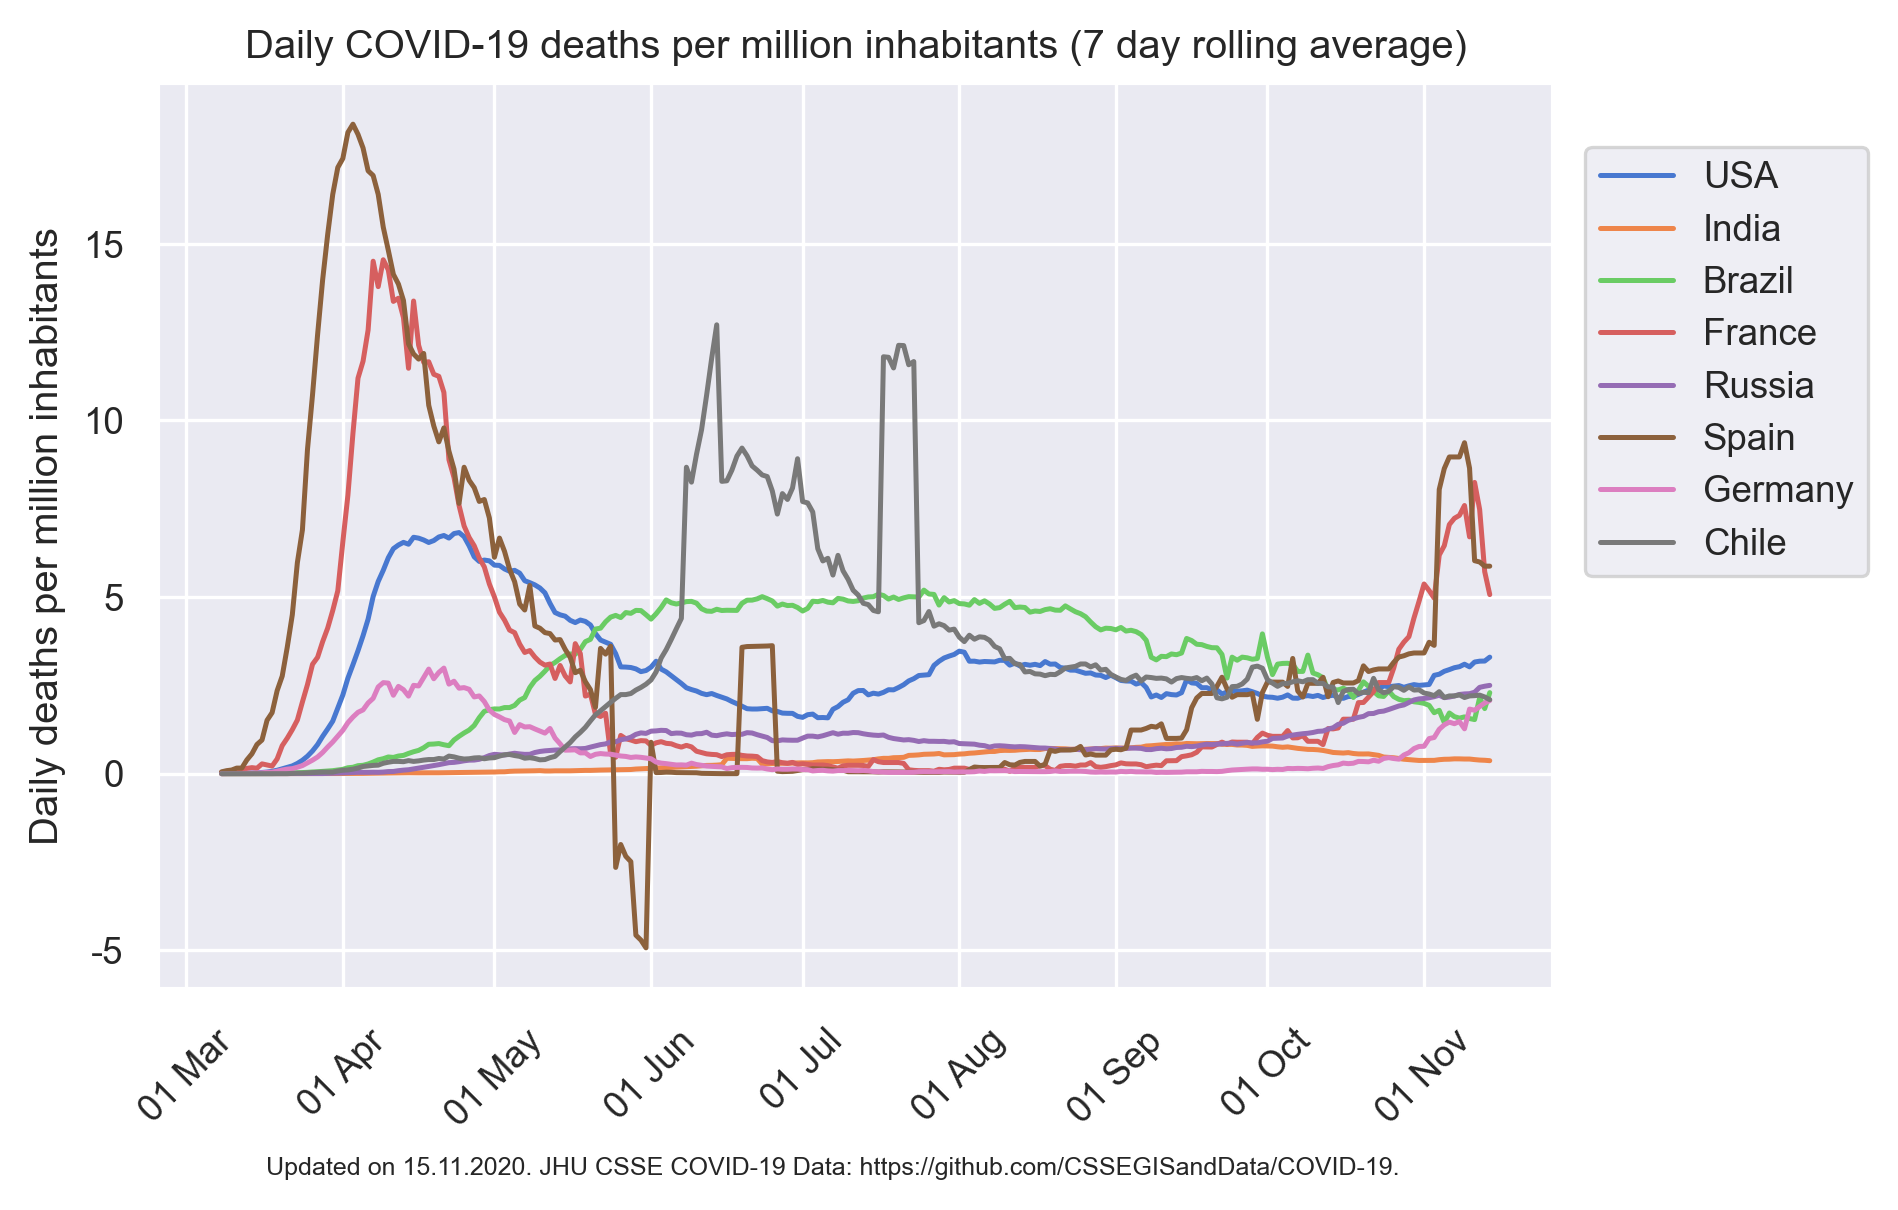 Daily COVID-19 deaths per million inhabitants (7 day rolling average)
Daily deaths per million inhabitants
15
10
5
0
-5
01 Mar
01 Apr
01 May
01 Jun
01 Jul
01 Aug
01 Sep
01 Oct
01 Nov
USA
India
Brazil
France
Russia
Spain
Germany
Chile
Updated on 15.11.2020. JHU CSSE COVID-19 Data: https://github.com/CSSEGISandData/COVID-19.